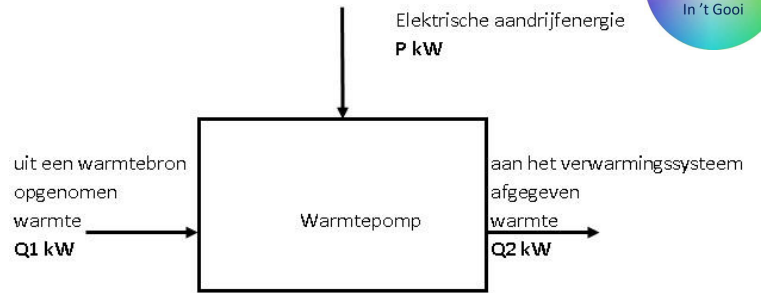 In 't Gooi
Elektrische aandrijfenergie
P kW
uit een warmtebron
opgenomen
warmte
Q1 kW
Warmtepomp
aan het verwarmingssysteem
afgegeven
warmte
Q2 kW